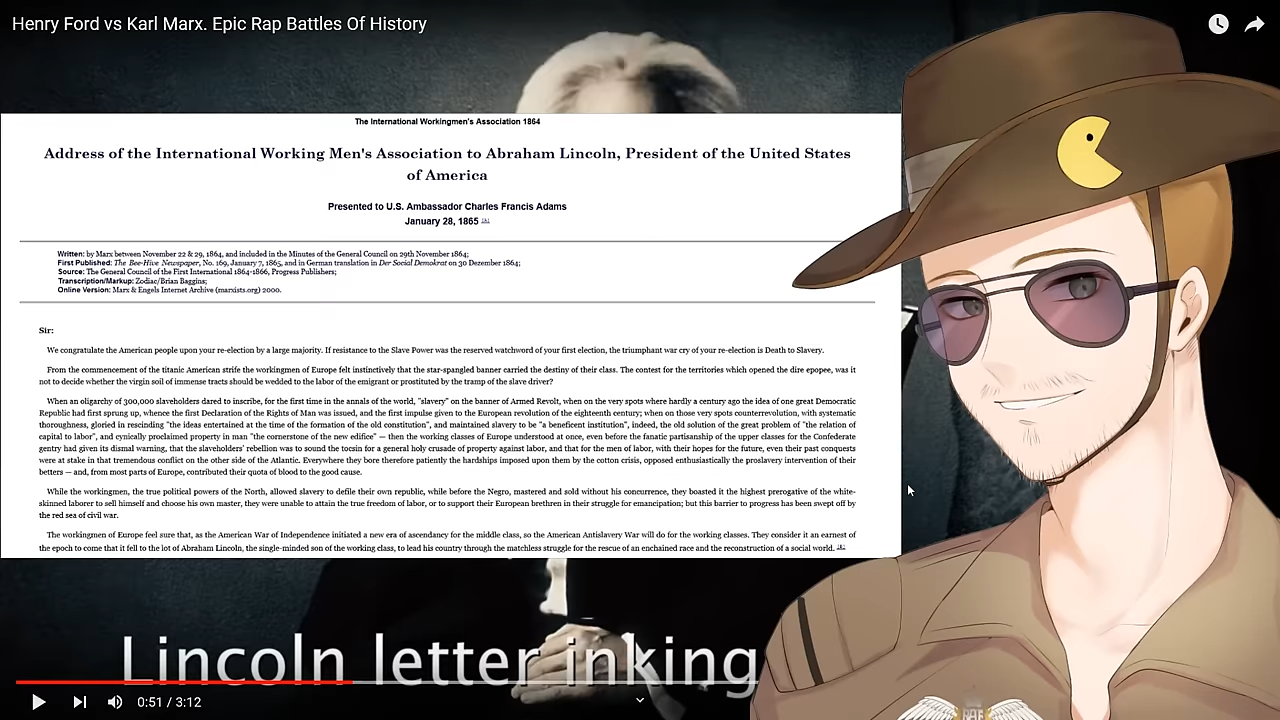 Henry Ford vs Karl Marx. Epic Rap Battles Of History
The International Workingmen's Association 1864
Address of the International Working Men's Association to Abraham Lincoln, President of the United States
of America
Presented to U.S. Ambassador Charles Francis Adams
January 28, 1865 [A]
Written: by Marx between November 22 & 29, 1864, and included in the Minutes of the General Council on 29th November 1864;
First Published: The Bee-Hive Newspaper, No. 169, January 7, 1865, and in German translation in Der Social Demokrat on 30 Dezember 1864;
Source: The General Council of the First International 1864-1866, Progress Publishers;
Transcription/Markup: Zodiac/Brian Baggins;
Online Version: Marx & Engels Internet Archive (marxists.org) 2000.
Sir:
We congratulate the American people upon your re-election by a large majority. If resistance to the Slave Power was the reserved watchword of your first election, the triumphant war cry of your re-election is Death to Slavery.
From the commencement of the titanic American strife the workingmen of Europe felt instinctively that the star-spangled banner carried the destiny of their class. The contest for the territories which opened the dire epopee, was it
not to decide whether the virgin soil of immense tracts should be wedded to the labor of the emigrant or prostituted by the tramp of the slave driver?
When an oligarchy of 300,000 slaveholders dared to inscribe, for the first time in the annals of the world, "slavery" on the banner of Armed Revolt, when on the very spots where hardly a century ago the idea of one great Democratic
Republic had first sprung up, whence the first Declaration of the Rights of Man was issued, and the first impulse given to the European revolution of the eighteenth century; when on those very spots counterrevolution, with systematic
thoroughness, gloried in rescinding "the ideas entertained at the time of the formation of the old constitution", and maintained slavery to be "a beneficent institution", indeed, the old solution of the great problem of "the relation of
capital to labor", and cynically proclaimed property in man "the cornerstone of the new edifice" — then the working classes of Europe understood at once, even before the fanatic partisanship of the upper classes for the Confederate
gentry had given its dismal warning, that the slaveholders' rebellion was to sound the tocsin for a general holy crusade of property against labor, and that for the men of labor, with their hopes for the future, even their past conquests
were at stake in that tremendous conflict on the other side of the Atlantic. Everywhere they bore therefore patiently the hardships imposed upon them by the cotton crisis, opposed enthusiastically the proslavery intervention of their
betters — and, from most parts of Europe, contributed their quota of blood to the good cause.
While the workingmen, the true political powers of the North, allowed slavery to defile their own republic, while before the Negro, mastered and sold without his concurrence, they boasted it the highest prerogative of the white-
skinned laborer to sell himself and choose his own master, they were unable to attain the true freedom of labor, or to support their European brethren in their struggle for emancipation; but this barrier to progress has been swept off by
the red sea of civil war.
The workingmen of Europe feel sure that, as the American War of Independence initiated a new era of ascendancy for the middle class, so the American Antislavery War will do for the working classes. They consider it an earnest of
the epoch to come that it fell to the lot of Abraham Lincoln, the single-minded son of the working class, to lead his country through the matchless struggle for the rescue of an enchained race and the reconstruction of a social world. [B]
Lincoln letter inking
0:51 / 3:12